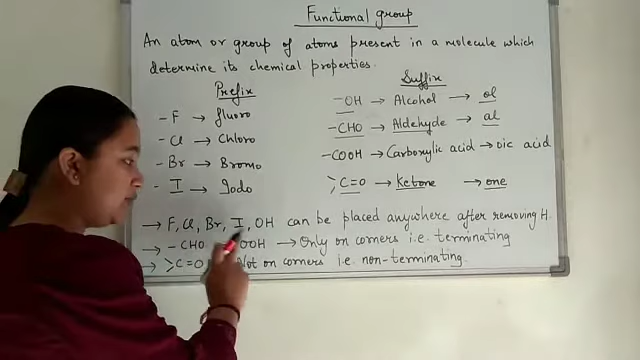 Functional group
An atom or group of atoms present in a molecule which
determine its chemical properties.
Prefix
-F → fluoro
-Cl → Chloro
-Br → Bromo
-I → Iodo
Suffix
-OH → Alcohol → ol
-CHO → Aldehyde → al
-COOH → Carboxylic acid → oic acid
>C=O → Ketone → one
→ F, Cl, Br, I, OH can be placed anywhere after removing H.
→ -CHO OOH → Only on corners i.e. terminating
→ >C=O Not on corners i.e. non-terminating.